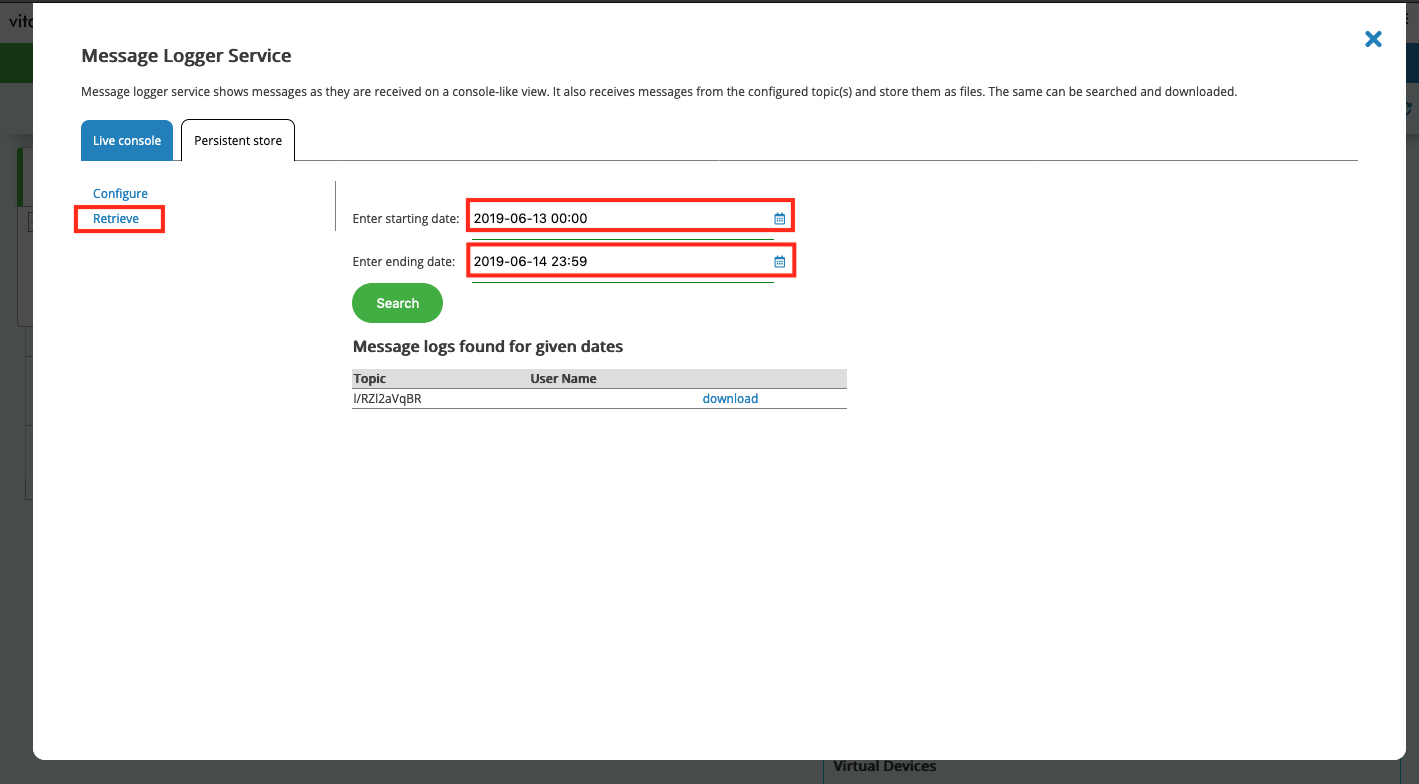 Message Logger Service
Message logger service shows messages as they are received on a console-like view. It also receives messages from the configured topic(s) and store them as files. The same can be searched and downloaded.
Live console
Persistent store
Configure
Retrieve
Enter starting date: 2019-06-13 00:00
Enter ending date: 2019-06-14 23:59
Search
Message logs found for given dates
Topic User Name
l/RZl2aVqBR download
Virtual Devices